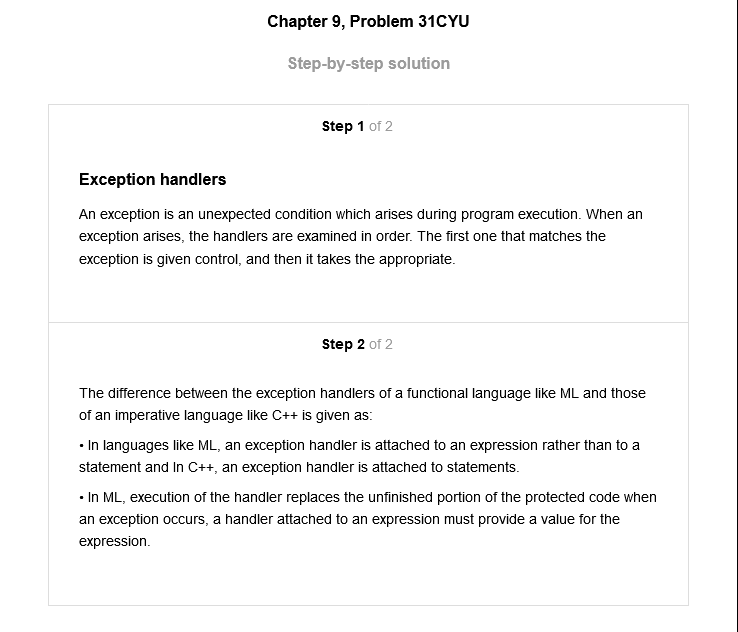 Chapter 9, Problem 31CYU
Step-by-step solution
Step 1 of 2
Exception handlers
An exception is an unexpected condition which arises during program execution. When an
exception arises, the handlers are examined in order. The first one that matches the
exception is given control, and then it takes the appropriate.
Step 2 of 2
The difference between the exception handlers of a functional language like ML and those
of an imperative language like C++ is given as:
• In languages like ML, an exception handler is attached to an expression rather than to a
statement and In C++, an exception handler is attached to statements.
• In ML, execution of the handler replaces the unfinished portion of the protected code when
an exception occurs, a handler attached to an expression must provide a value for the
expression.